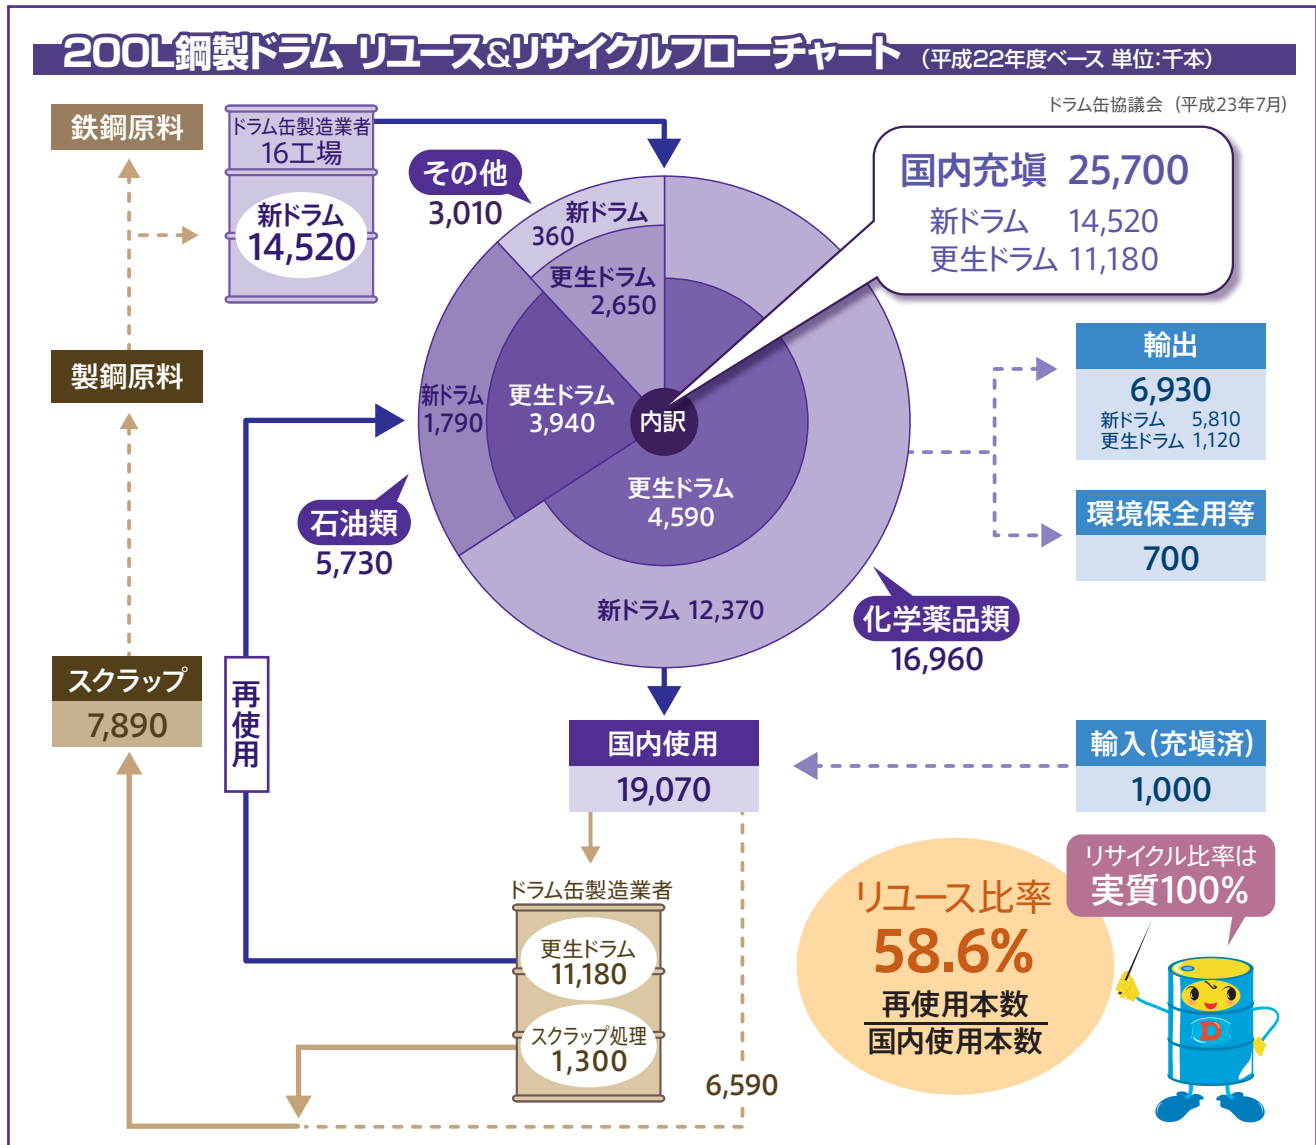 200L鋼製ドラム リユース&リサイクルフローチャート (平成22年度ベース 単位:千本)
ドラム缶協議会 (平成23年7月)
鉄鋼原料
ドラム缶製造業者
16工場
新ドラム
14,520
その他
3,010
国内充塡 25,700
新ドラム 14,520
更生ドラム 11,180
新ドラム
360
更生ドラム
2,650
製鋼原料
新ドラム
1,790
更生ドラム
3,940
内訳
更生ドラム
4,590
輸出
6,930
新ドラム 5,810
更生ドラム 1,120
石油類
5,730
環境保全用等
700
新ドラム 12,370
化学薬品類
16,960
スクラップ
7,890
再使用
国内使用
19,070
輸入(充塡済)
1,000
ドラム缶製造業者
更生ドラム
11,180
スクラップ処理
1,300
6,590
リユース比率
58.6%
再使用本数
国内使用本数
リサイクル比率は
実質100%
D